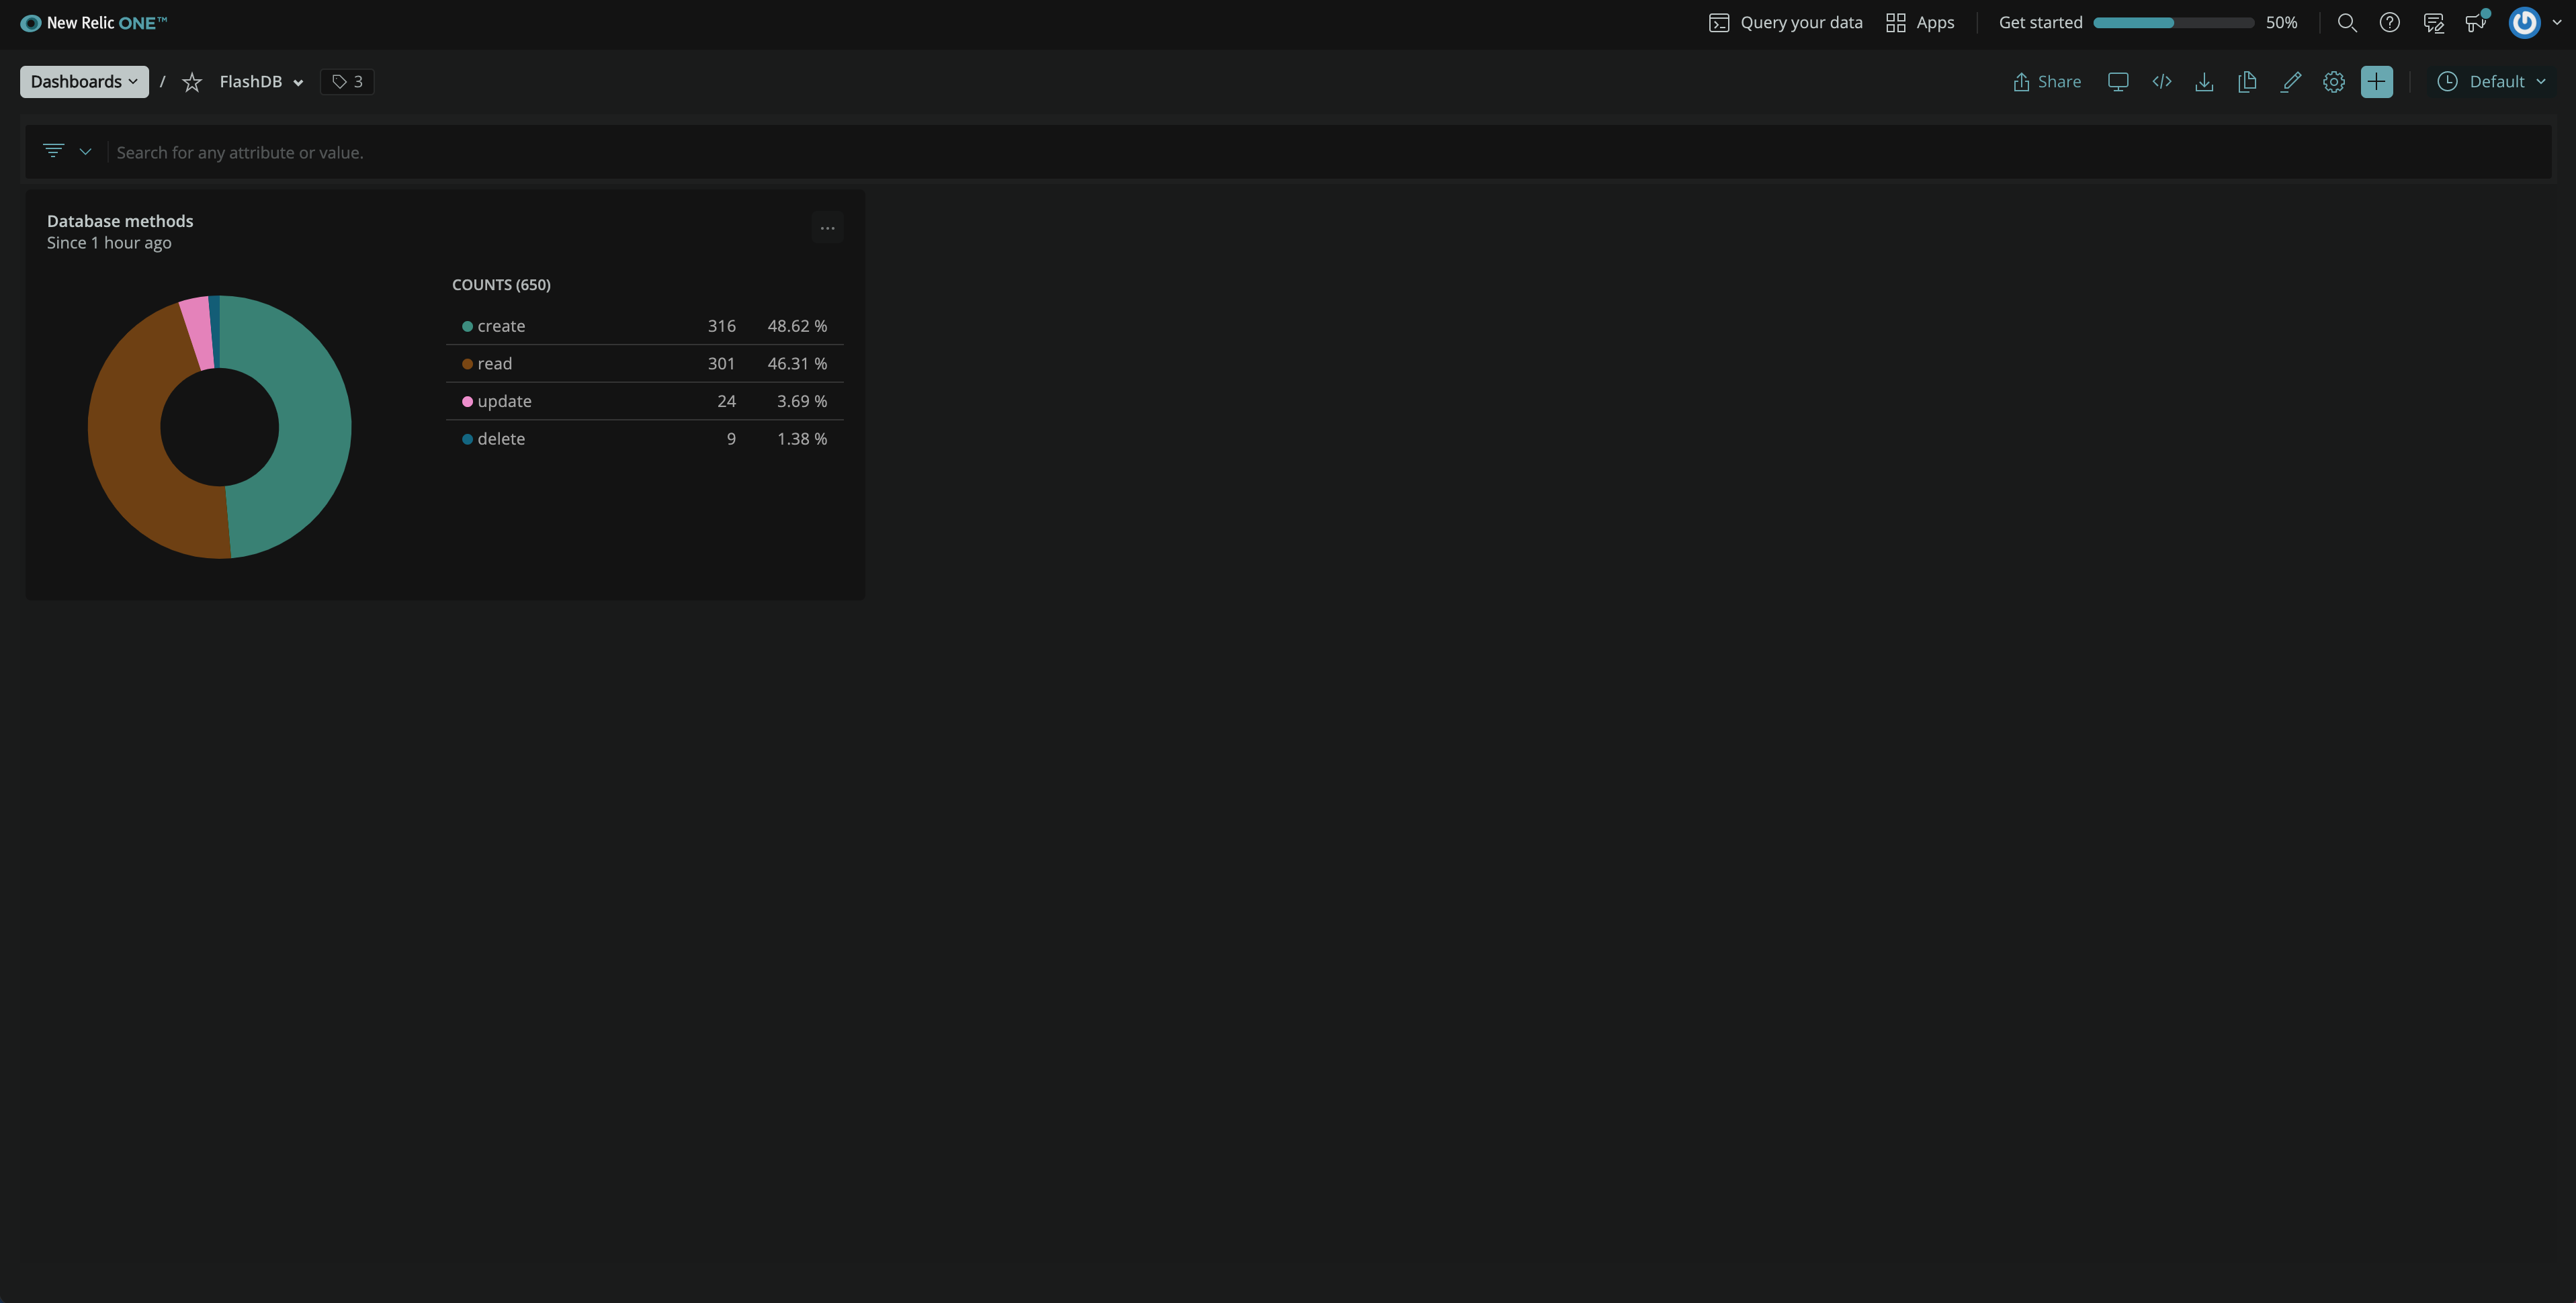 New Relic ONE™
Query your data
Apps
Get started
50%
Dashboards
/
FlashDB
3
Share
Default
Search for any attribute or value.
Database methods
Since 1 hour ago
...
COUNTS (650)
create 316 48.62 %
read 301 46.31 %
update 24 3.69 %
delete 9 1.38 %